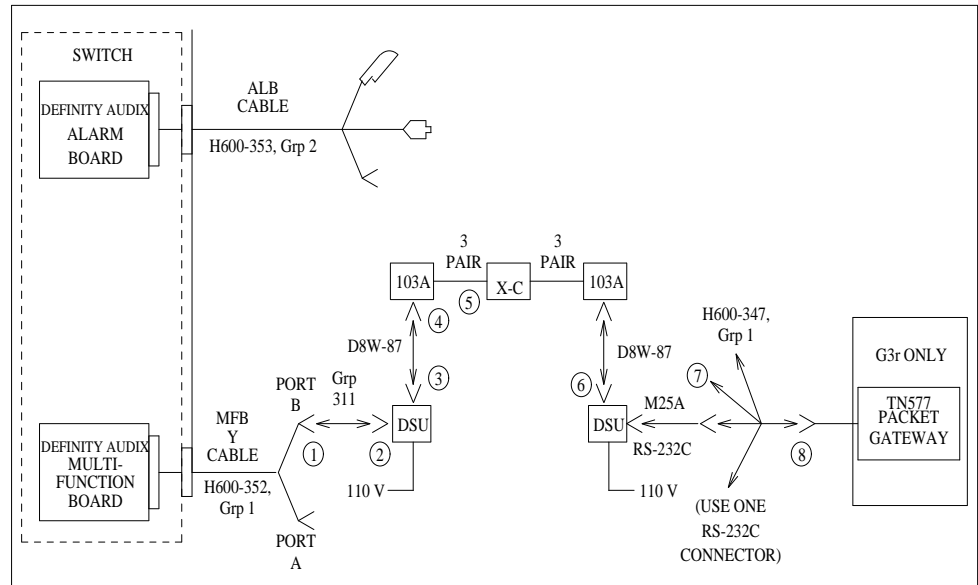 SWITCH
DEFINITY AUDIX
ALARM
BOARD
ALB
CABLE
H600-353, Grp 2
3
PAIR
3
PAIR
103A
X-C
103A
5
4
D8W-87
3
D8W-87
6
H600-347,
Grp 1
7
G3r ONLY
TN577
PACKET
GATEWAY
PORT
B
Grp
311
DSU
DSU
M25A
RS-232C
1
2
8
MFB
Y
CABLE
H600-352,
Grp 1
DEFINITY AUDIX
MULTI-
FUNCTION
BOARD
110 V
110 V
PORT
A
(USE ONE
RS-232C
CONNECTOR)